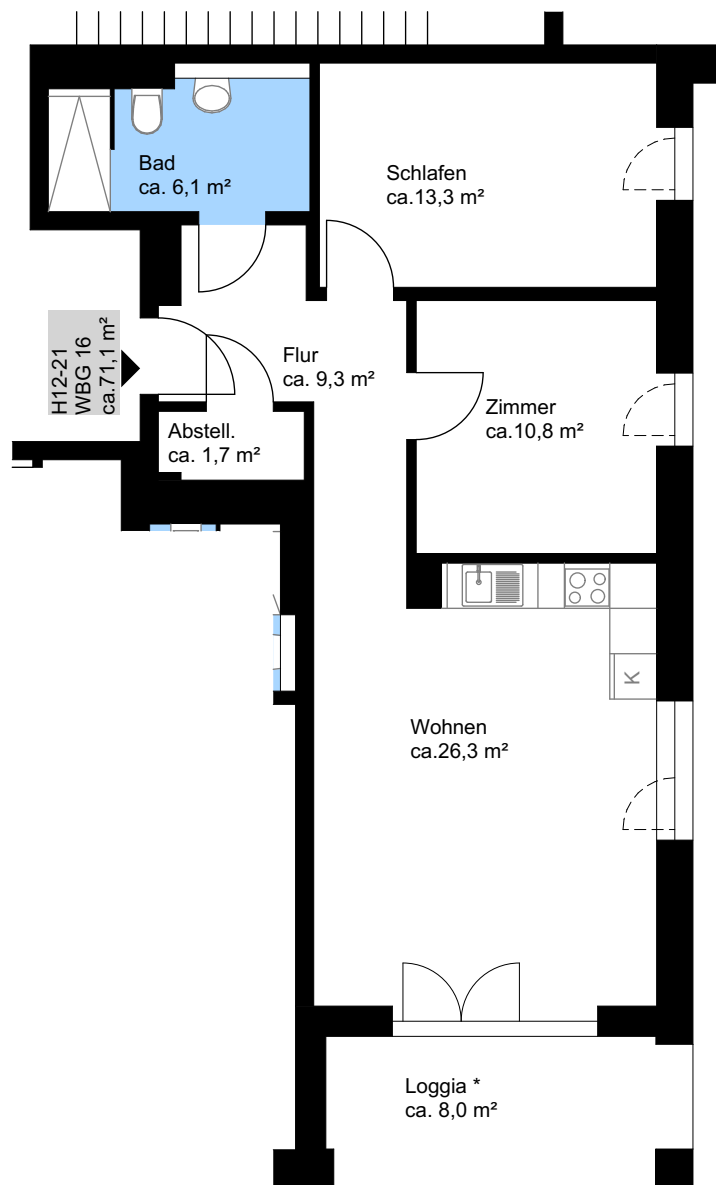 Bad
ca. 6,1 m²
Schlafen
ca.13,3 m²
H12-21
WBG 16
ca.71,1 m²
Flur
ca. 9,3 m²
Zimmer
ca.10,8 m²
Abstell.
ca. 1,7 m²
K
Wohnen
ca.26,3 m²
Loggia *
ca. 8,0 m²